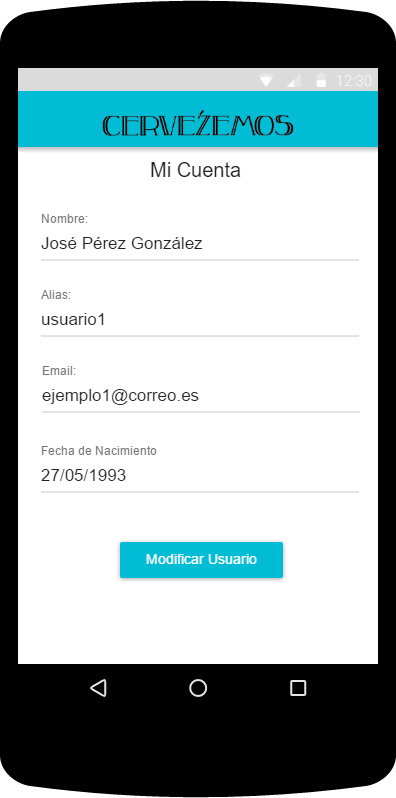 12:30
CERVEŹEMOS
Mi Cuenta
Nombre:
José Pérez González
Alias:
usuario1
Email:
ejemplo1@correo.es
Fecha de Nacimiento
27/05/1993
Modificar Usuario